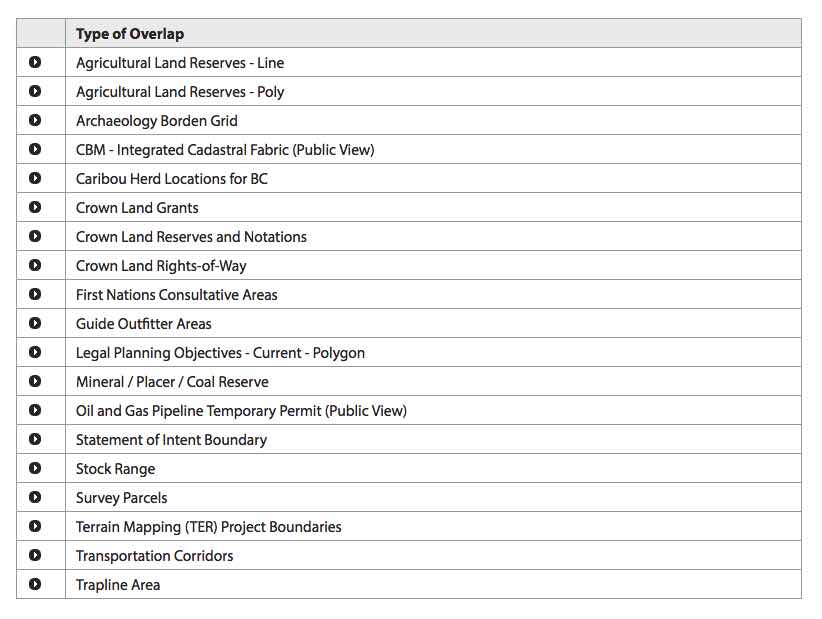 Type of Overlap
Agricultural Land Reserves - Line
Agricultural Land Reserves - Poly
Archaeology Borden Grid
CBM - Integrated Cadastral Fabric (Public View)
Caribou Herd Locations for BC
Crown Land Grants
Crown Land Reserves and Notations
Crown Land Rights-of-Way
First Nations Consultative Areas
Guide Outfitter Areas
Legal Planning Objectives - Current - Polygon
Mineral / Placer / Coal Reserve
Oil and Gas Pipeline Temporary Permit (Public View)
Statement of Intent Boundary
Stock Range
Survey Parcels
Terrain Mapping (TER) Project Boundaries
Transportation Corridors
Trapline Area